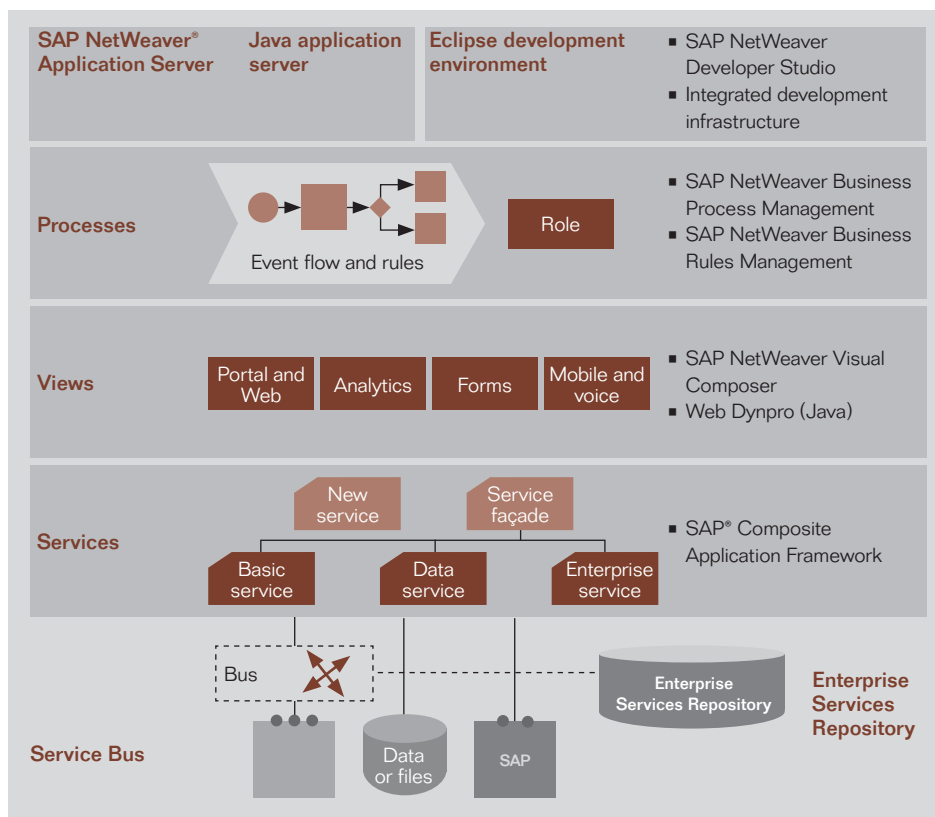 SAP NetWeaver®
Application Server
Java application
server
Eclipse development
environment
▪ SAP NetWeaver
Developer Studio
▪ Integrated development
infrastructure
Processes
Event flow and rules
Role
▪ SAP NetWeaver Business
Process Management
▪ SAP NetWeaver Business
Rules Management
Views
Portal and
Web
Analytics
Forms
Mobile and
voice
▪ SAP NetWeaver Visual
Composer
▪ Web Dynpro (Java)
Services
New
service
Service
façade
Basic
service
Data
service
Enterprise
service
▪ SAP® Composite
Application Framework
Bus
Enterprise
Services Repository
Enterprise
Services
Repository
Service Bus
Data
or files
SAP